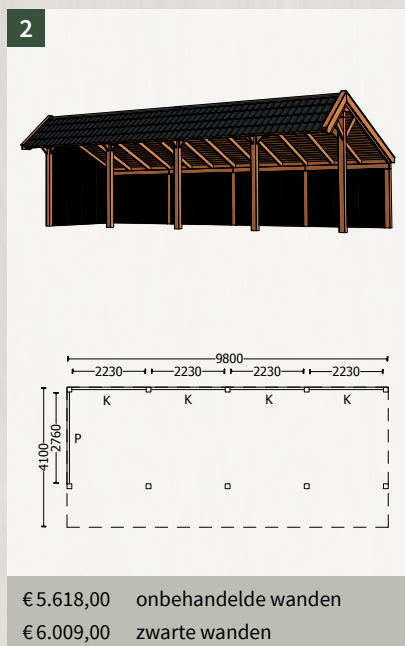 2
9800
2230 2230 2230 2230
K K K K
P
2760
4100
€ 5.618,00 onbehandelde wanden
€ 6.009,00 zwarte wanden